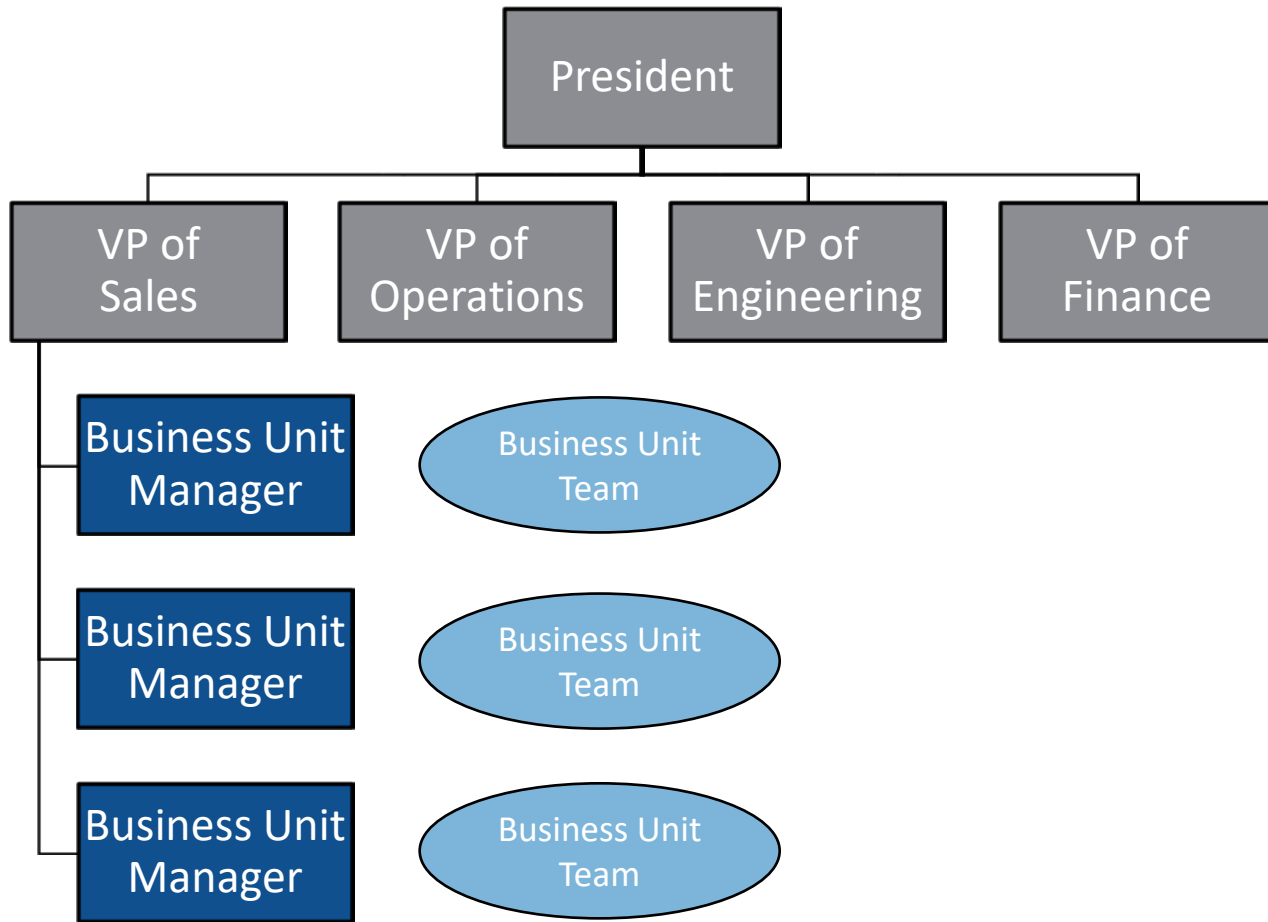 President
VP of
Sales
VP of
Operations
VP of
Engineering
VP of
Finance
Business Unit
Manager
Business Unit
Team
Business Unit
Manager
Business Unit
Team
Business Unit
Manager
Business Unit
Team